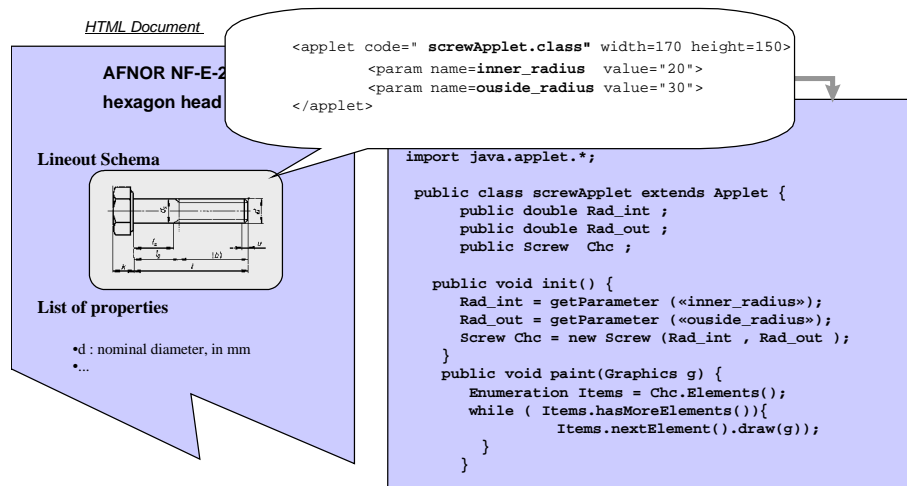 HTML Document
<applet code=" screwApplet.class" width=170 height=150>
<param name=inner_radius value="20">
<param name=ouside_radius value="30">
</applet>
AFNOR NF-E-2
hexagon head
Lineout Schema
List of properties
•d : nominal diameter, in mm
•...
import java.applet.*;
public class screwApplet extends Applet {
public double Rad_int ;
public double Rad_out ;
public Screw Chc ;
public void init() {
Rad_int = getParameter («inner_radius»);
Rad_out = getParameter («ouside_radius»);
Screw Chc = new Screw (Rad_int , Rad_out );
}
public void paint(Graphics g) {
Enumeration Items = Chc.Elements();
while ( Items.hasMoreElements()){
Items.nextElement().draw(g));
}
}